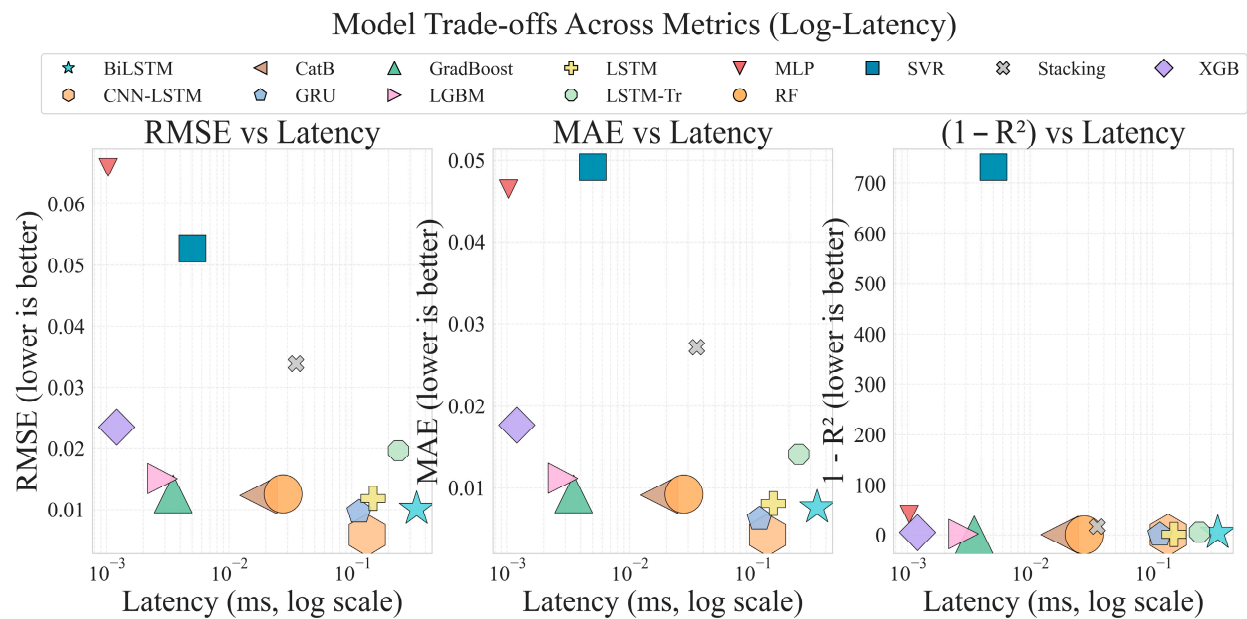 Model Trade-offs Across Metrics (Log-Latency)
BiLSTM CatB GradBoost LSTM MLP SVR Stacking XGB
CNN-LSTM GRU LGBM LSTM-Tr RF
RMSE vs Latency
RMSE (lower is better)
0.06
0.05
0.04
0.03
0.02
0.01
10⁻³ 10⁻² 10⁻¹
Latency (ms, log scale)
MAE vs Latency
MAE (lower is better)
0.05
0.04
0.03
0.02
0.01
10⁻³ 10⁻² 10⁻¹
Latency (ms, log scale)
(1 – R²) vs Latency
1 - R² (lower is better)
700
600
500
400
300
200
100
0
10⁻³ 10⁻² 10⁻¹
Latency (ms, log scale)